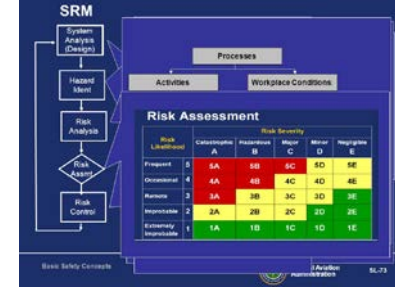 SRM
System
Analysis
(Design)
Hazard
Ident
Risk
Analysis
Risk
Assmt
Risk
Control
Processes
Activities
Workplace Conditions
Risk Assessment
Risk
Likelihood
Risk Severity
Catastrophic
A
Hazardous
B
Major
C
Minor
D
Negligible
E
Frequent 5 5A 5B 5C 5D 5E
Occasional 4 4A 4B 4C 4D 4E
Remote 3 3A 3B 3C 3D 3E
Improbable 2 2A 2B 2C 2D 2E
Extremely
Improbable 1 1A 1B 1C 1D 1E
Basic Safety Concepts
Aviation
Administration
SL-73